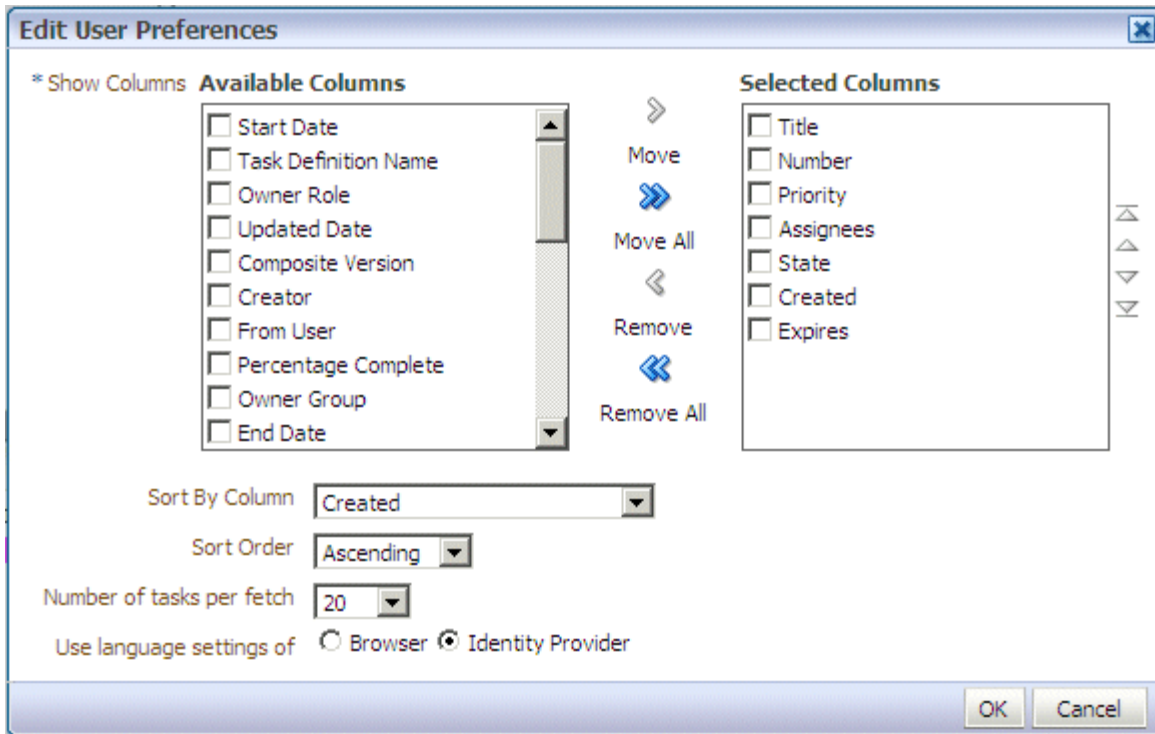 Edit User Preferences
* Show Columns Available Columns
Start Date
Task Definition Name
Owner Role
Updated Date
Composite Version
Creator
From User
Percentage Complete
Owner Group
End Date
Move
Move All
Remove
Remove All
Selected Columns
Title
Number
Priority
Assignees
State
Created
Expires
Sort By Column Created
Sort Order Ascending
Number of tasks per fetch 20
Use language settings of Browser Identity Provider
OK Cancel